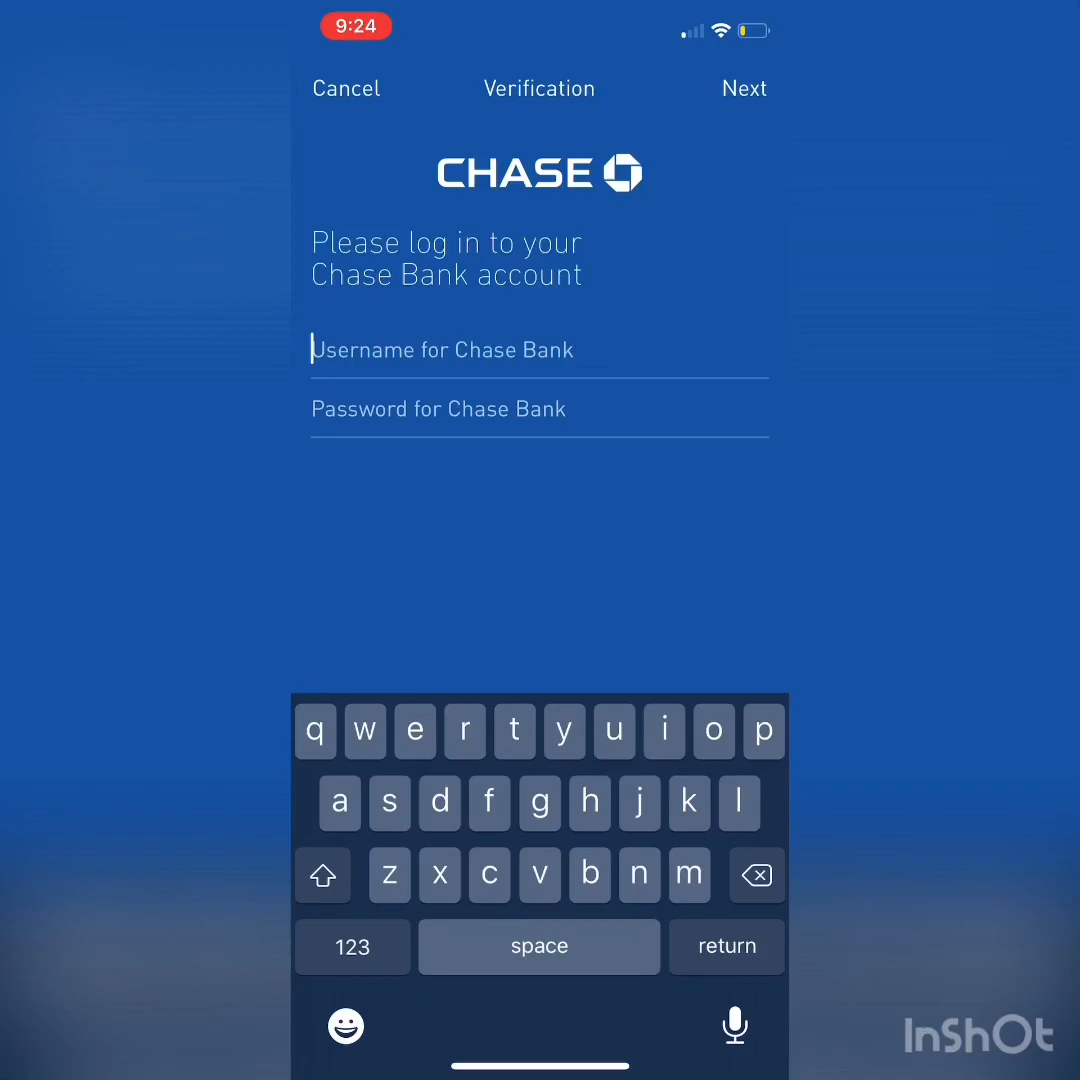 9:24
Cancel Verification Next
CHASE
Please log in to your
Chase Bank account
Username for Chase Bank
Password for Chase Bank
q w e r t y u i o p
a s d f g h j k l
z x c v b n m
123 space return
InShOt